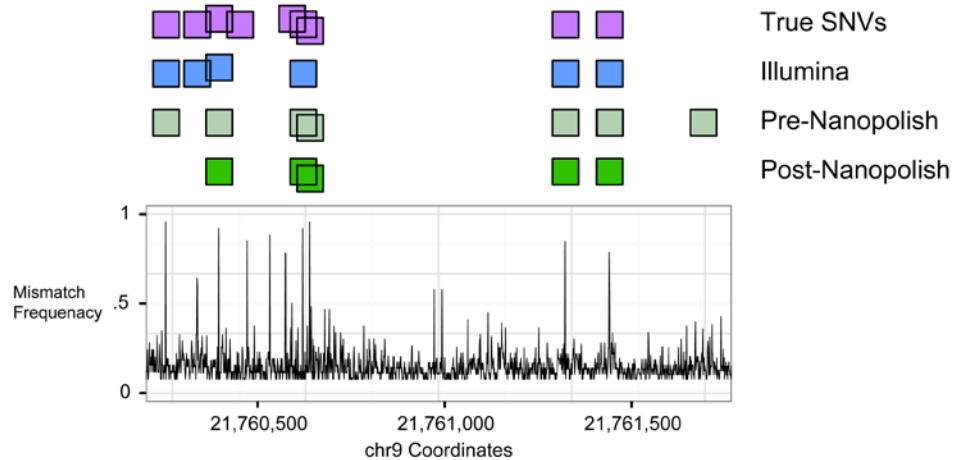 True SNVs
Illumina
Pre-Nanopolish
Post-Nanopolish
1
Mismatch
Frequenacy
.5
0
21,760,500 21,761,000 21,761,500
chr9 Coordinates